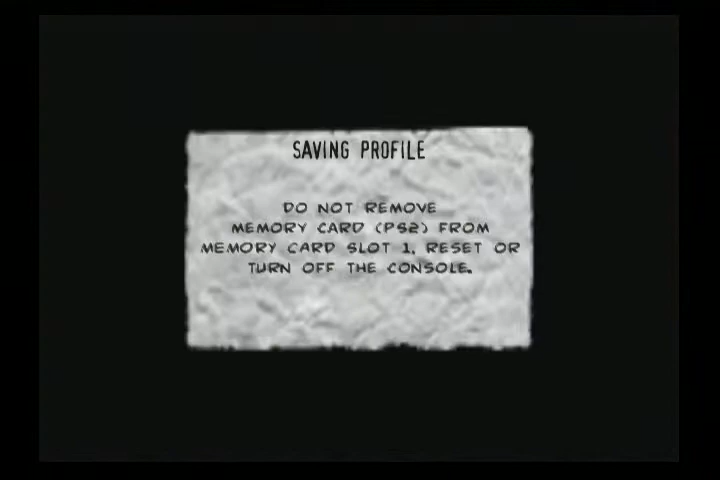 SAVING PROFILE
DO NOT REMOVE
MEMORY CARD (PS2) FROM
MEMORY CARD SLOT 1, RESET OR
TURN OFF THE CONSOLE.